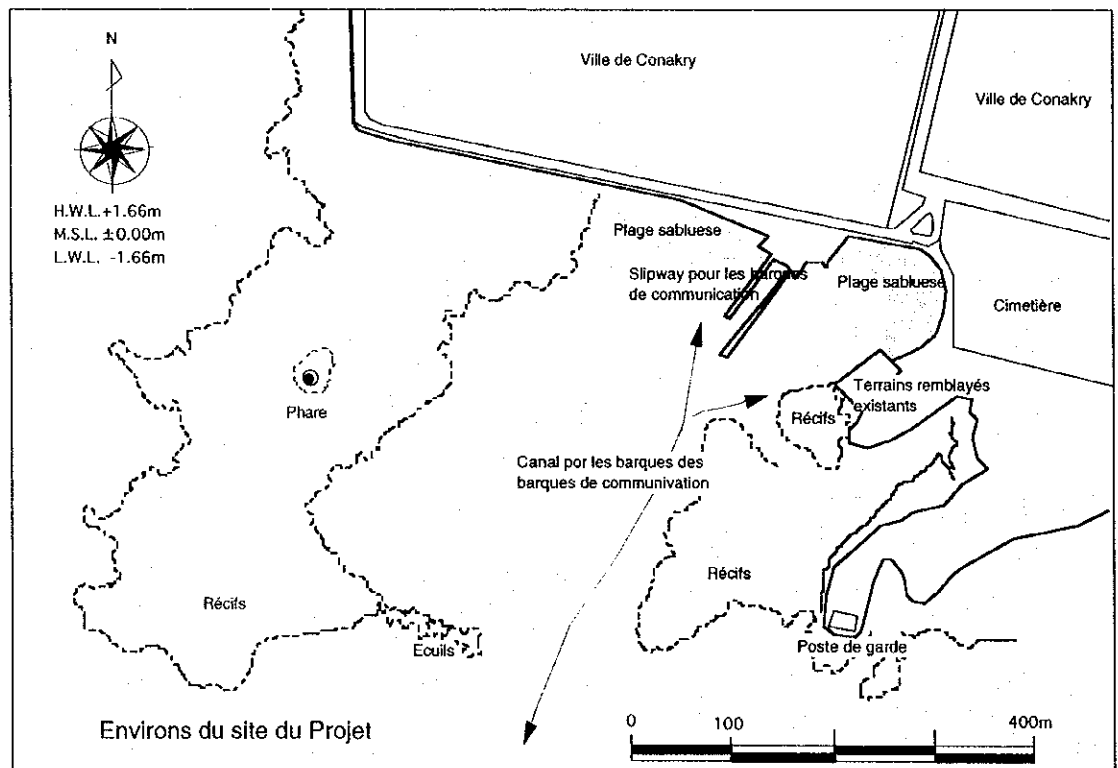 N
H.W.L.+1.66m
M.S.L. ±0.00m
L.W.L. -1.66m
Ville de Conakry
Ville de Conakry
Plage sabluese
Slipway pour les barques
de communication
Plage sabluese
Cimetière
Phare
Terrains remblayés
existants
Récifs
Canal por les barques des
barques de communivation
Récifs
Récifs
Ecuils
Poste de garde
Environs du site du Projet
0 100 400m